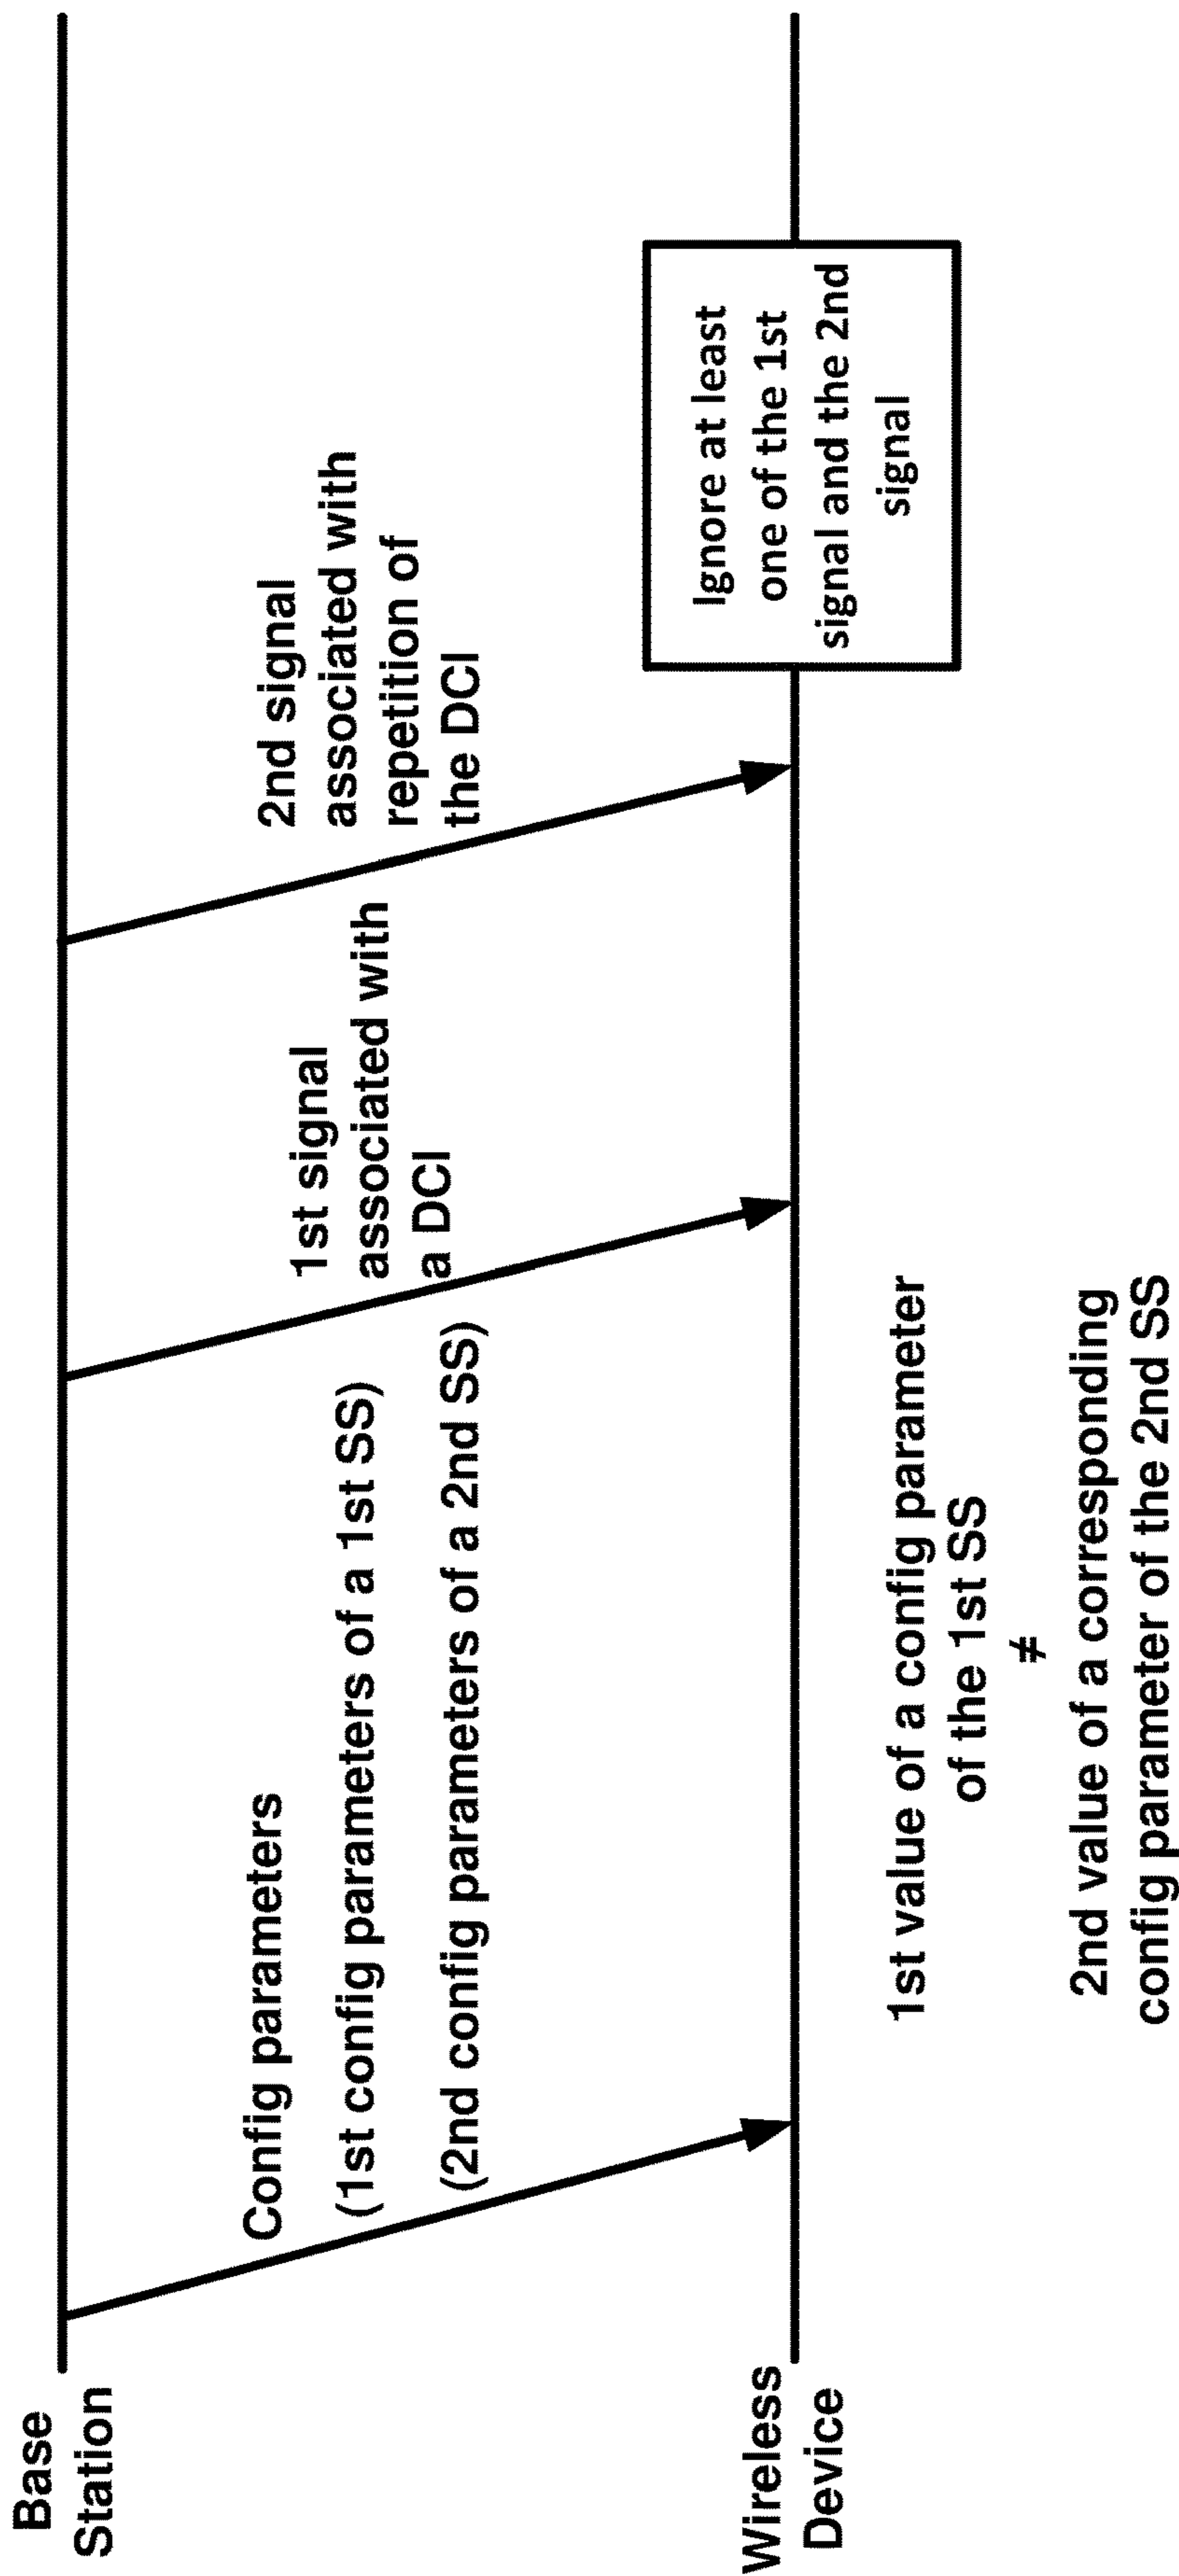 Base
Station
Config parameters
(1st config parameters of a 1st SS)
(2nd config parameters of a 2nd SS)
1st signal
associated with
a DCI
2nd signal
associated with
repetition of
the DCI
Wireless
Device
Ignore at least
one of the 1st
signal and the 2nd
signal
1st value of a config parameter
of the 1st SS
≠
2nd value of a corresponding
config parameter of the 2nd SS